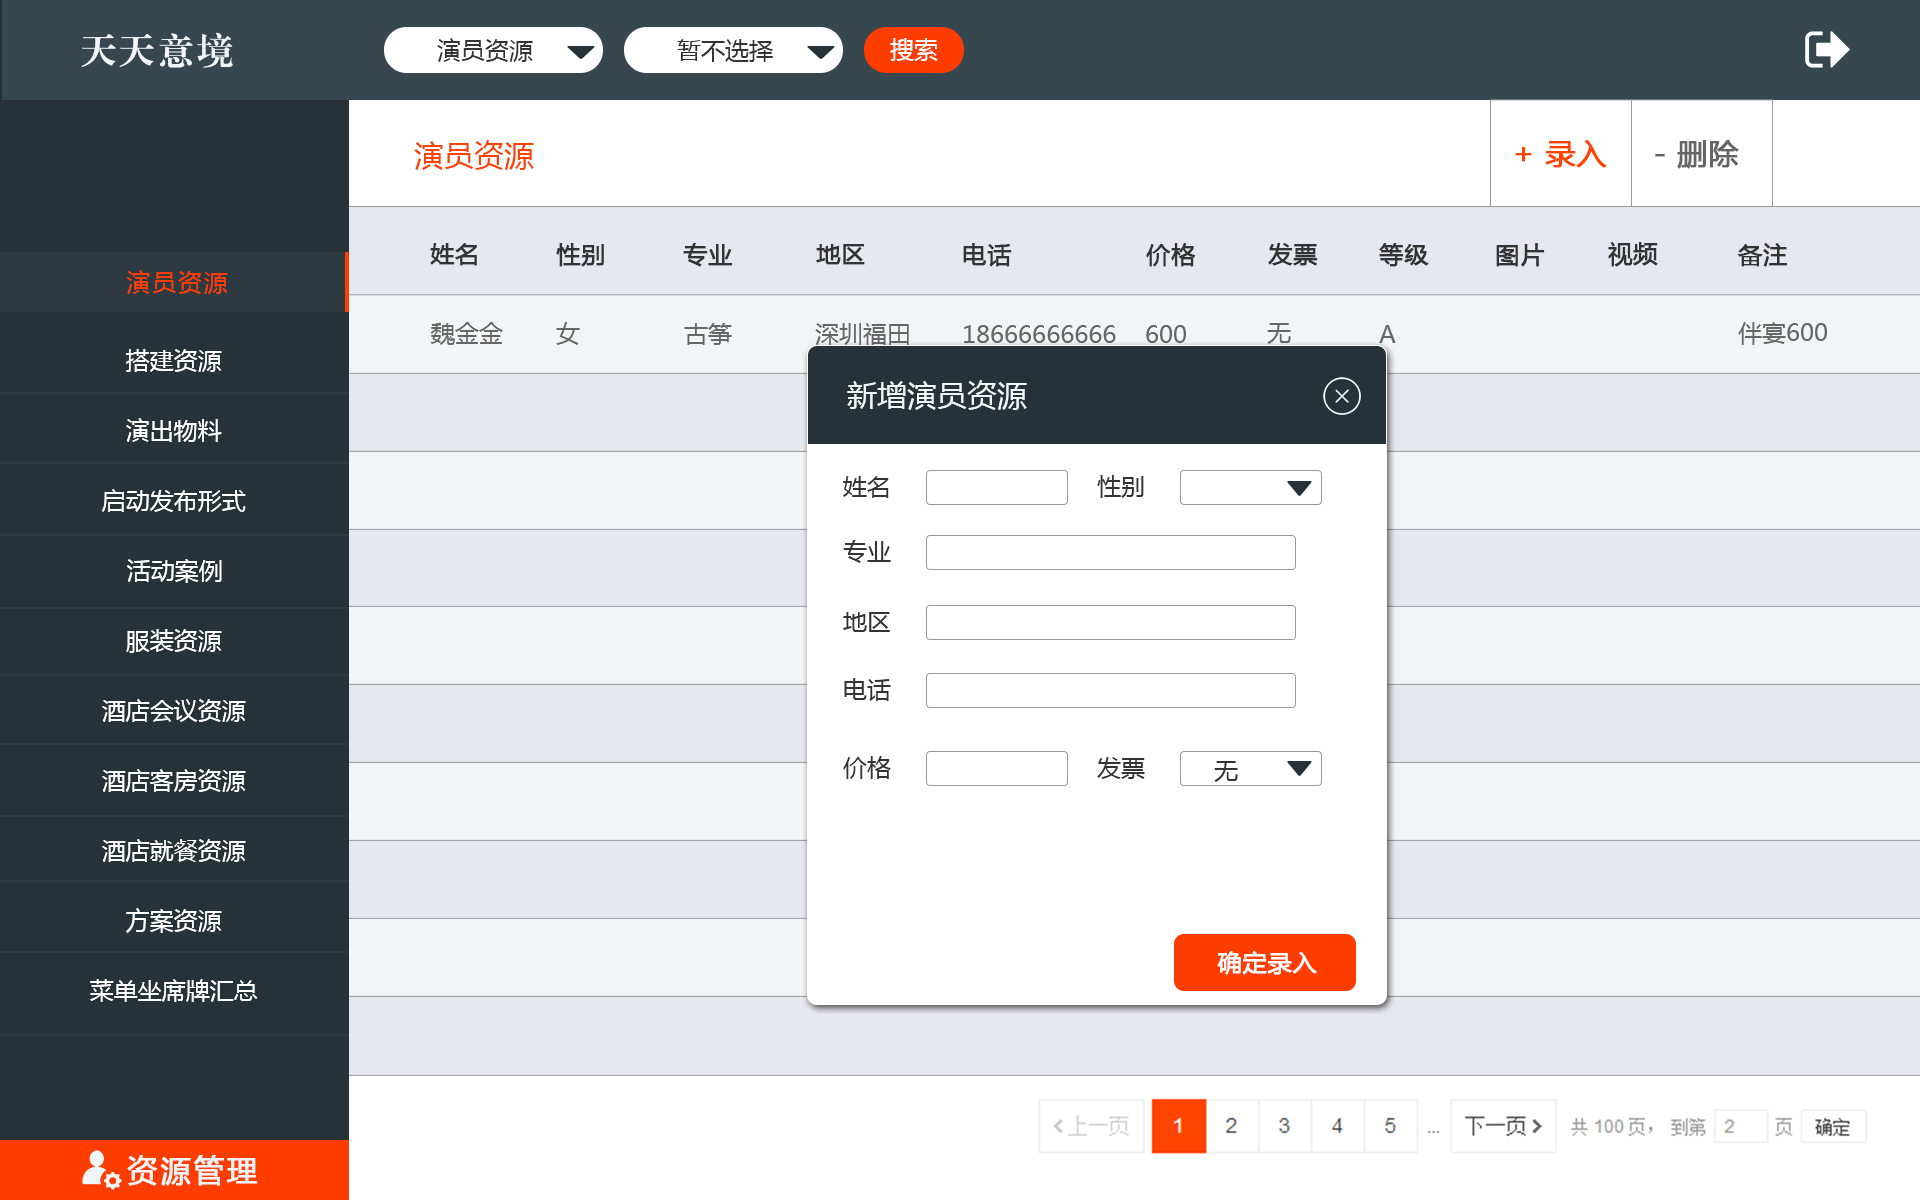 天天意境
演员资源
暂不选择
搜索
演员资源
+ 录入
- 删除
姓名 性别 专业 地区 电话 价格 发票 等级 图片 视频 备注
魏金金 女 古筝 深圳福田 18666666666 600 无 A 伴宴600
演员资源
搭建资源
演出物料
启动发布形式
活动案例
服装资源
酒店会议资源
酒店客房资源
酒店就餐资源
方案资源
菜单坐席牌汇总
资源管理
新增演员资源
姓名 性别
专业
地区
电话
价格 发票 无
确定录入
上一页 1 2 3 4 5 ... 下一页 共 100 页， 到第 2 页 确定